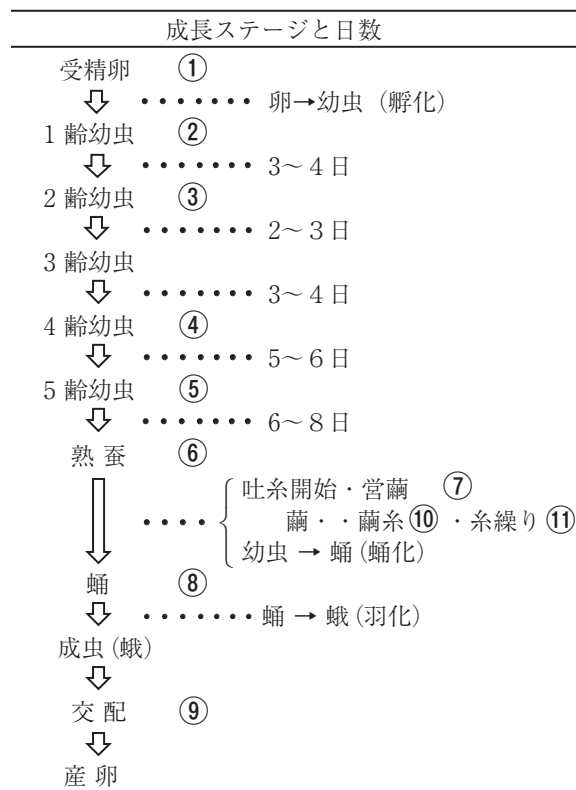 成長ステージと日数
受精卵 ①
・・・・・・・ 卵→幼虫（孵化）
1齢幼虫 ②
・・・・・・・ 3〜4日
2齢幼虫 ③
・・・・・・・ 2〜3日
3齢幼虫
・・・・・・・ 3〜4日
4齢幼虫 ④
・・・・・・・ 5〜6日
5齢幼虫 ⑤
・・・・・・・ 6〜8日
熟蚕 ⑥
吐糸開始・営繭 ⑦
・・・・ 繭・・繭糸⑩・糸繰り⑪
幼虫→蛹(蛹化)
蛹 ⑧
・・・・・・・蛹→蛾(羽化)
成虫(蛾)
交配 ⑨
産卵